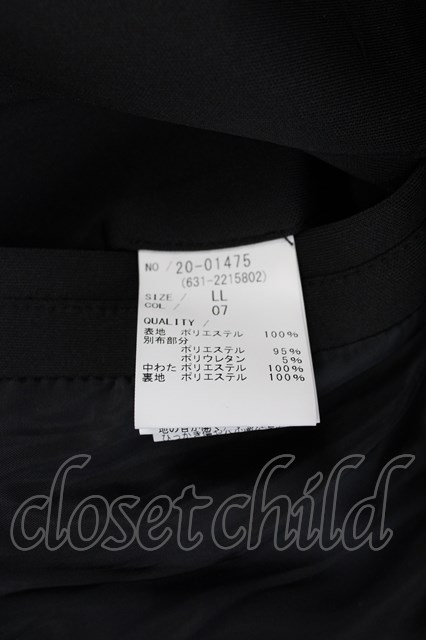 NO / 20-01475
(631-2215802)
SIZE / LL
COL / 07
QUALITY /
表地 ポリエステル 100%
別布部分
ポリエステル 95%
ポリウレタン 5%
中わた ポリエステル 100%
裏地 ポリエステル 100%
closetchild